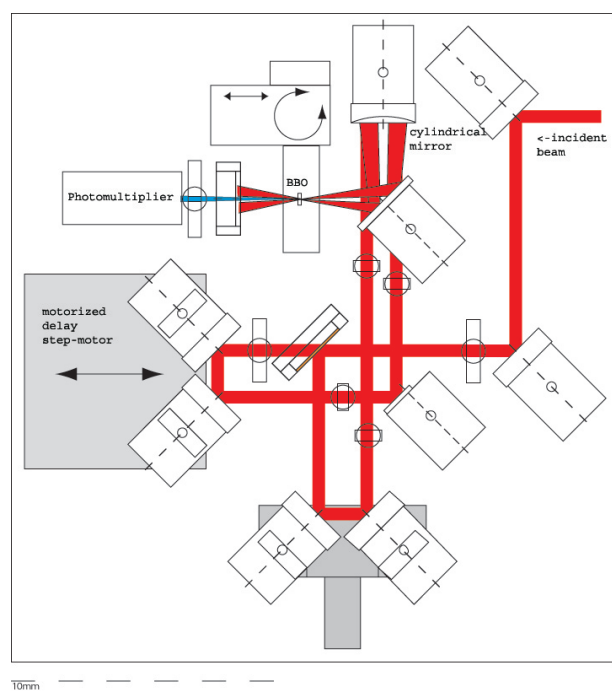 cylindrical
mirror
<-incident
beam
BBO
Photomultiplier
motorized
delay
step-motor
10mm